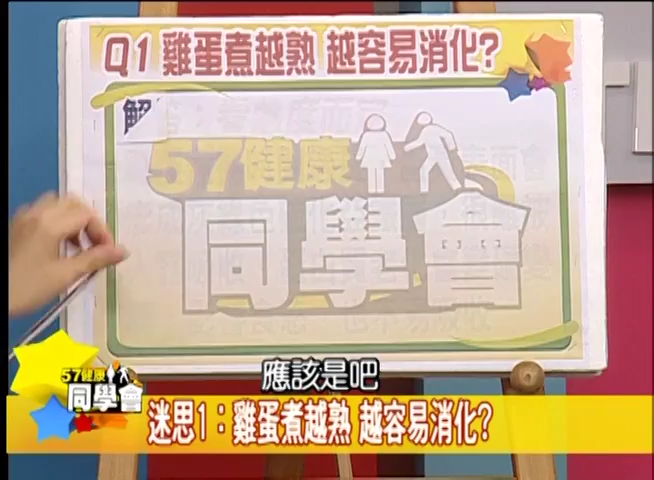 Q1 雞蛋煮越熟 越容易消化?
解
57健康
同學會
應該是吧
57健康
同學會
迷思1：雞蛋煮越熟 越容易消化?